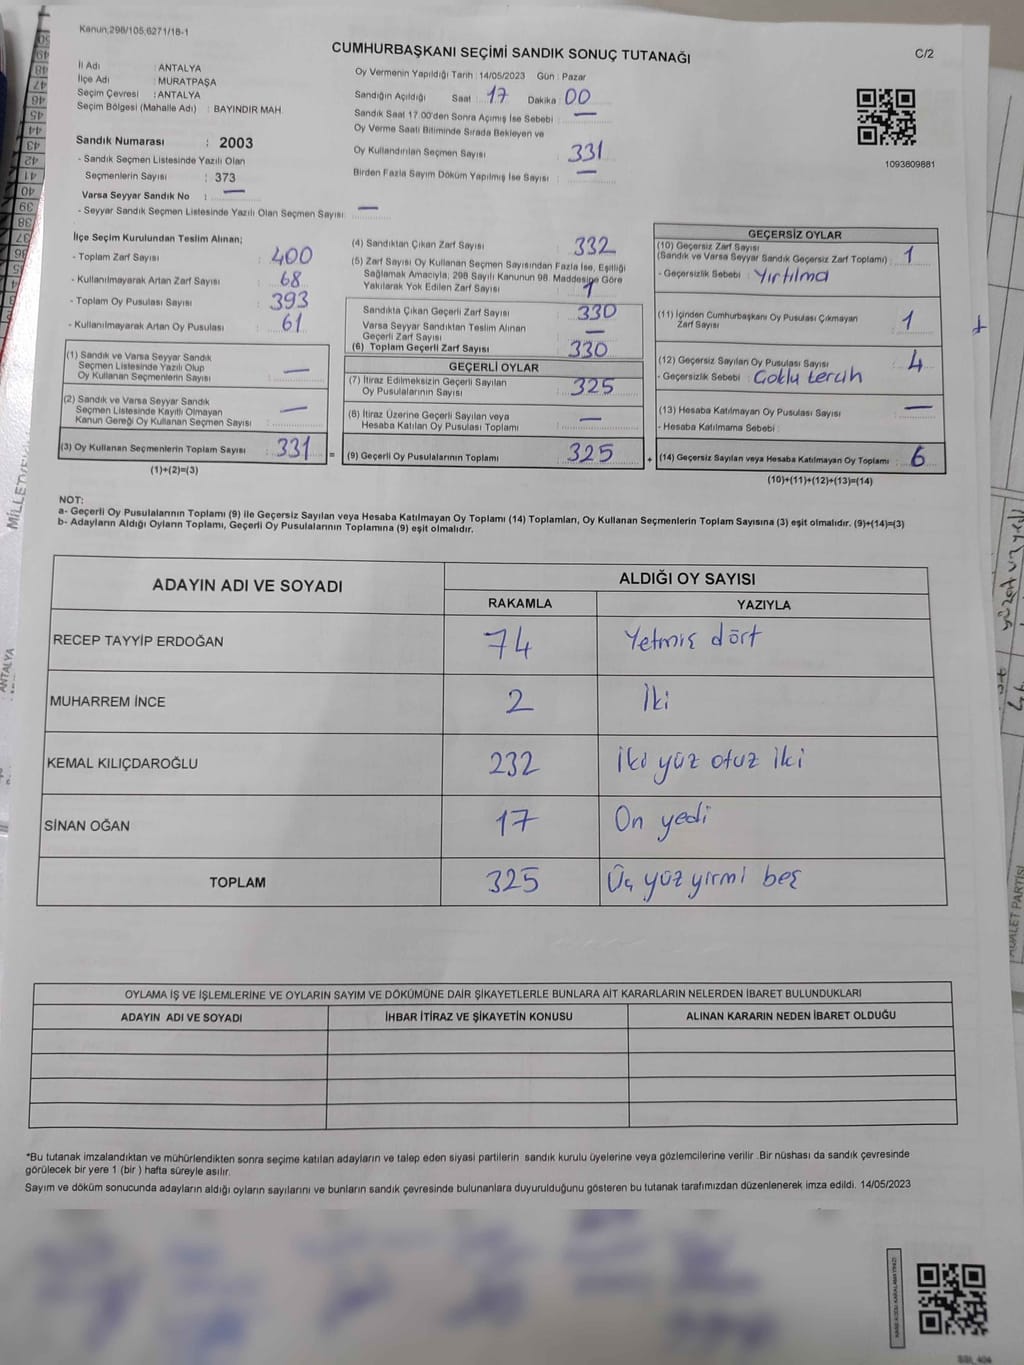 Kanun;298/105,6271/18-1
CUMHURBAŞKANI SEÇİMİ SANDIK SONUÇ TUTANAĞI
C/2
İl Adı : ANTALYA
İlçe Adı : MURATPAŞA
Seçim Çevresi : ANTALYA
Seçim Bölgesi (Mahalle Adı) : BAYINDIR MAH.
Sandık Numarası : 2003
- Sandık Seçmen Listesinde Yazılı Olan
Seçmenlerin Sayısı : 373
Varsa Seyyar Sandık No : —
- Seyyar Sandık Seçmen Listesinde Yazılı Olan Seçmen Sayısı: —
Oy Vermenin Yapıldığı Tarih : 14/05/2023 Gün : Pazar
Sandığın Açıldığı Saat : 17 Dakika 00
Sandık Saat 17.00'den Sonra Açımış İse Sebebi : —
Oy Verme Saati Bitiminde Sırada Bekleyen ve
Oy Kullandırılan Seçmen Sayısı : 331
Birden Fazla Sayım Döküm Yapılmış İse Sayısı : —
1093809881
İlçe Seçim Kurulundan Teslim Alınan;
- Toplam Zarf Sayısı : 400
- Kullanılmayarak Artan Zarf Sayısı : 68
- Toplam Oy Pusulası Sayısı : 393
- Kullanılmayarak Artan Oy Pusulası : 61
(1) Sandık ve Varsa Seyyar Sandık
Seçmen Listesinde Yazılı Olup
Oy Kullanan Seçmenlerin Sayısı : —
(2) Sandık ve Varsa Seyyar Sandık
Seçmen Listesinde Kayıtlı Olmayan
Kanun Gereği Oy Kullanan Seçmen Sayısı : —
(3) Oy Kullanan Seçmenlerin Toplam Sayısı : 331
(1)+(2)=(3)
=
(4) Sandıktan Çıkan Zarf Sayısı : 332
(5) Zarf Sayısı Oy Kullanan Seçmen Sayısından Fazla İse, Eşitliği
Sağlamak Amacıyla, 298 Sayılı Kanunun 98. Maddesine Göre
Yakılarak Yok Edilen Zarf Sayısı : 1
Sandıkta Çıkan Geçerli Zarf Sayısı : 330
Varsa Seyyar Sandıktan Teslim Alınan
Geçerli Zarf Sayısı : —
(6) Toplam Geçerli Zarf Sayısı : 330
GEÇERLİ OYLAR
(7) İtiraz Edilmeksizin Geçerli Sayılan
Oy Pusulalarının Sayısı : 325
(8) İtiraz Üzerine Geçerli Sayılan veya
Hesaba Katılan Oy Pusulası Toplamı : —
(9) Geçerli Oy Pusulalarının Toplamı : 325
+
GEÇERSİZ OYLAR
(10) Geçersiz Zarf Sayısı
(Sandık ve Varsa Seyyar Sandık Geçersiz Zarf Toplamı) : 1
- Geçersizlik Sebebi : Yırtılma
(11) İçinden Cumhurbaşkanı Oy Pusulası Çıkmayan
Zarf Sayısı : 1
(12) Geçersiz Sayılan Oy Pusulası Sayısı : 4
- Geçersizlik Sebebi : Çoklu tercih
(13) Hesaba Katılmayan Oy Pusulası Sayısı : —
- Hesaba Katılmama Sebebi :
(14) Geçersiz Sayılan veya Hesaba Katılmayan Oy Toplamı : 6
(10)+(11)+(12)+(13)=(14)
NOT:
a- Geçerli Oy Pusulalarının Toplamı (9) ile Geçersiz Sayılan veya Hesaba Katılmayan Oy Toplamı (14) Toplamları, Oy Kullanan Seçmenlerin Toplam Sayısına (3) eşit olmalıdır. (9)+(14)=(3)
b- Adayların Aldığı Oyların Toplamı, Geçerli Oy Pusulalarının Toplamına (9) eşit olmalıdır.
ADAYIN ADI VE SOYADI
ALDIĞI OY SAYISI
RAKAMLA YAZIYLA
RECEP TAYYİP ERDOĞAN 74 Yetmiş dört
MUHARREM İNCE 2 İki
KEMAL KILIÇDAROĞLU 232 İki yüz otuz iki
SİNAN OĞAN 17 On yedi
TOPLAM 325 Üç yüz yirmi beş
OYLAMA İŞ VE İŞLEMLERİNE VE OYLARIN SAYIM VE DÖKÜMÜNE DAİR ŞİKAYETLERLE BUNLARA AİT KARARLARIN NELERDEN İBARET BULUNDUKLARI
ADAYIN ADI VE SOYADI İHBAR İTİRAZ VE ŞİKAYETİN KONUSU ALINAN KARARIN NEDEN İBARET OLDUĞU
*Bu tutanak imzalandıktan ve mühürlendikten sonra seçime katılan adayların ve talep eden siyasi partilerin sandık kurulu üyelerine veya gözlemcilerine verilir .Bir nüshası da sandık çevresinde
görülecek bir yere 1 (bir ) hafta süreyle asılır.
Sayım ve döküm sonucunda adayların aldığı oyların sayılarını ve bunların sandık çevresinde bulunanlara duyurulduğunu gösteren bu tutanak tarafımızdan düzenlenerek imza edildi. 14/05/2023